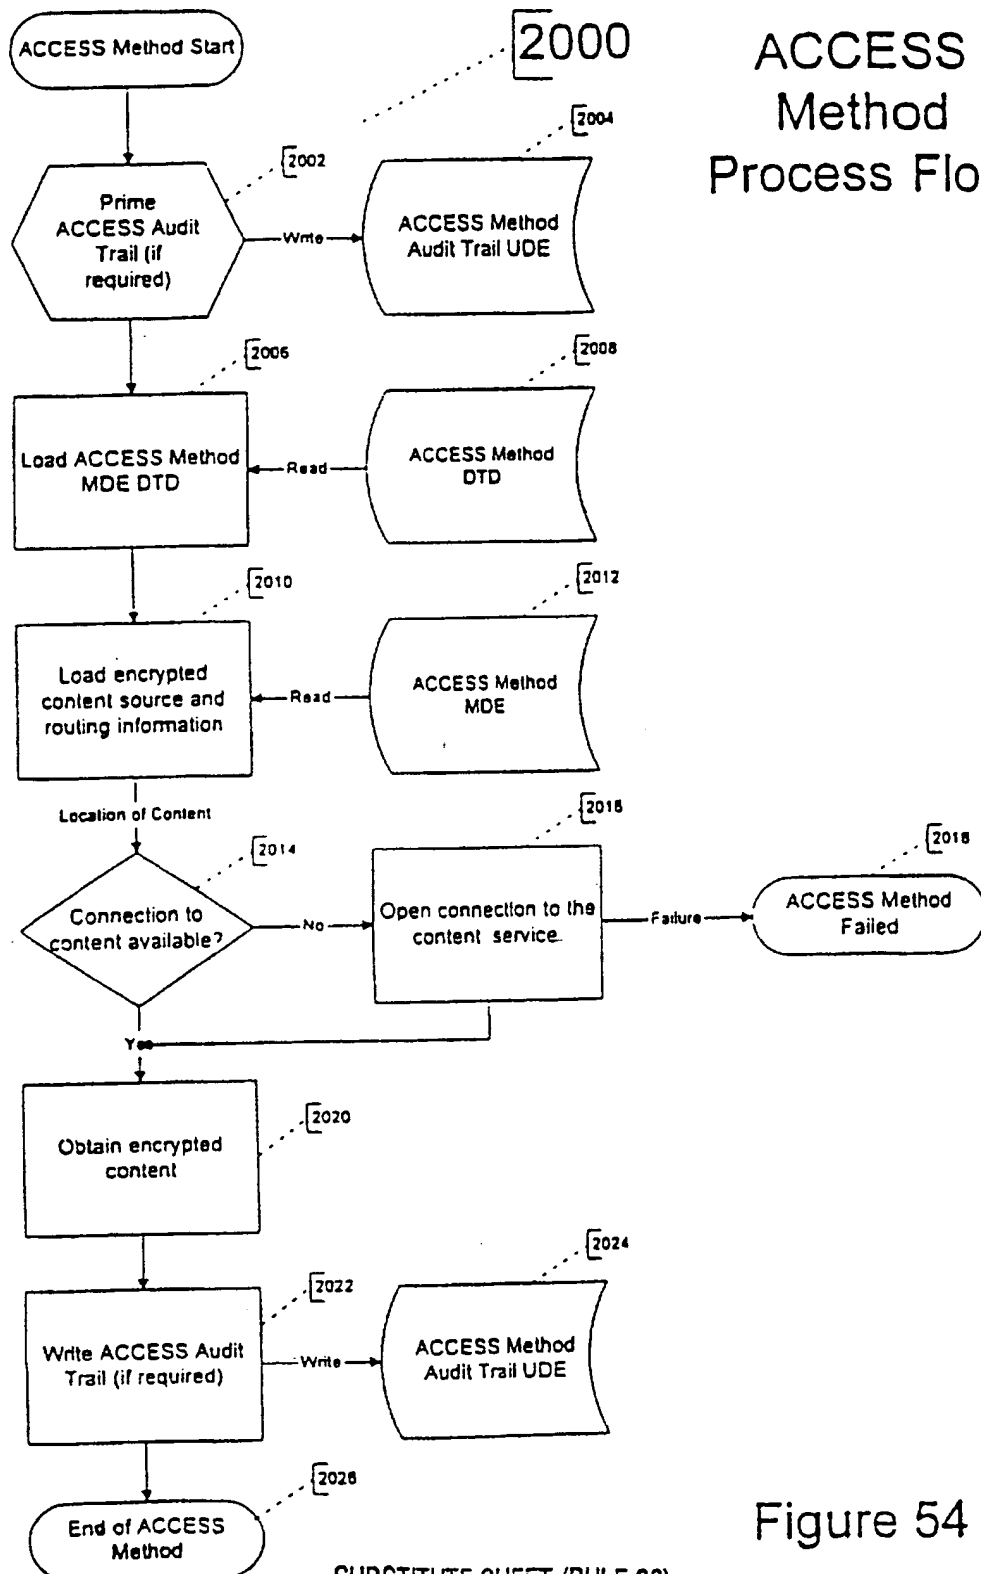 ACCESS Method Start
2000
ACCESS
Method
Process Flo
2002
2004
Prime
ACCESS Audit
Trail (if
required)
Write
ACCESS Method
Audit Trail UDE
2006
2008
Load ACCESS Method
MDE DTD
Read
ACCESS Method
DTD
2010
2012
Load encrypted
content source and
routing information
Read
ACCESS Method
MDE
Location of Content
2014
2016
2018
Connection to
content available?
No
Open connection to the
content service.
Failure
ACCESS Method
Failed
Y
2020
Obtain encrypted
content
2022
2024
Write ACCESS Audit
Trail (if required)
Write
ACCESS Method
Audit Trail UDE
2026
End of ACCESS
Method
Figure 54